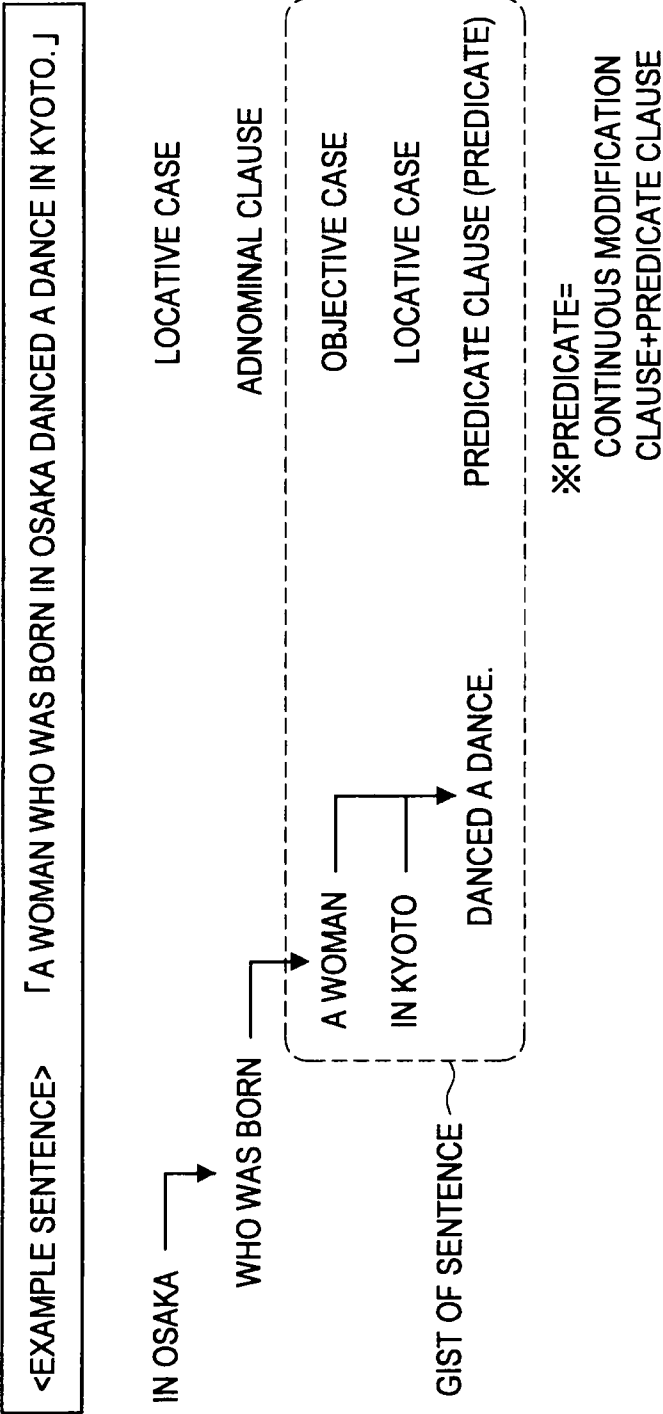 <EXAMPLE SENTENCE> 「A WOMAN WHO WAS BORN IN OSAKA DANCED A DANCE IN KYOTO.」
IN OSAKA LOCATIVE CASE
WHO WAS BORN ADNOMINAL CLAUSE
A WOMAN OBJECTIVE CASE
IN KYOTO LOCATIVE CASE
GIST OF SENTENCE DANCED A DANCE. PREDICATE CLAUSE (PREDICATE)
※PREDICATE=
CONTINUOUS MODIFICATION
CLAUSE+PREDICATE CLAUSE